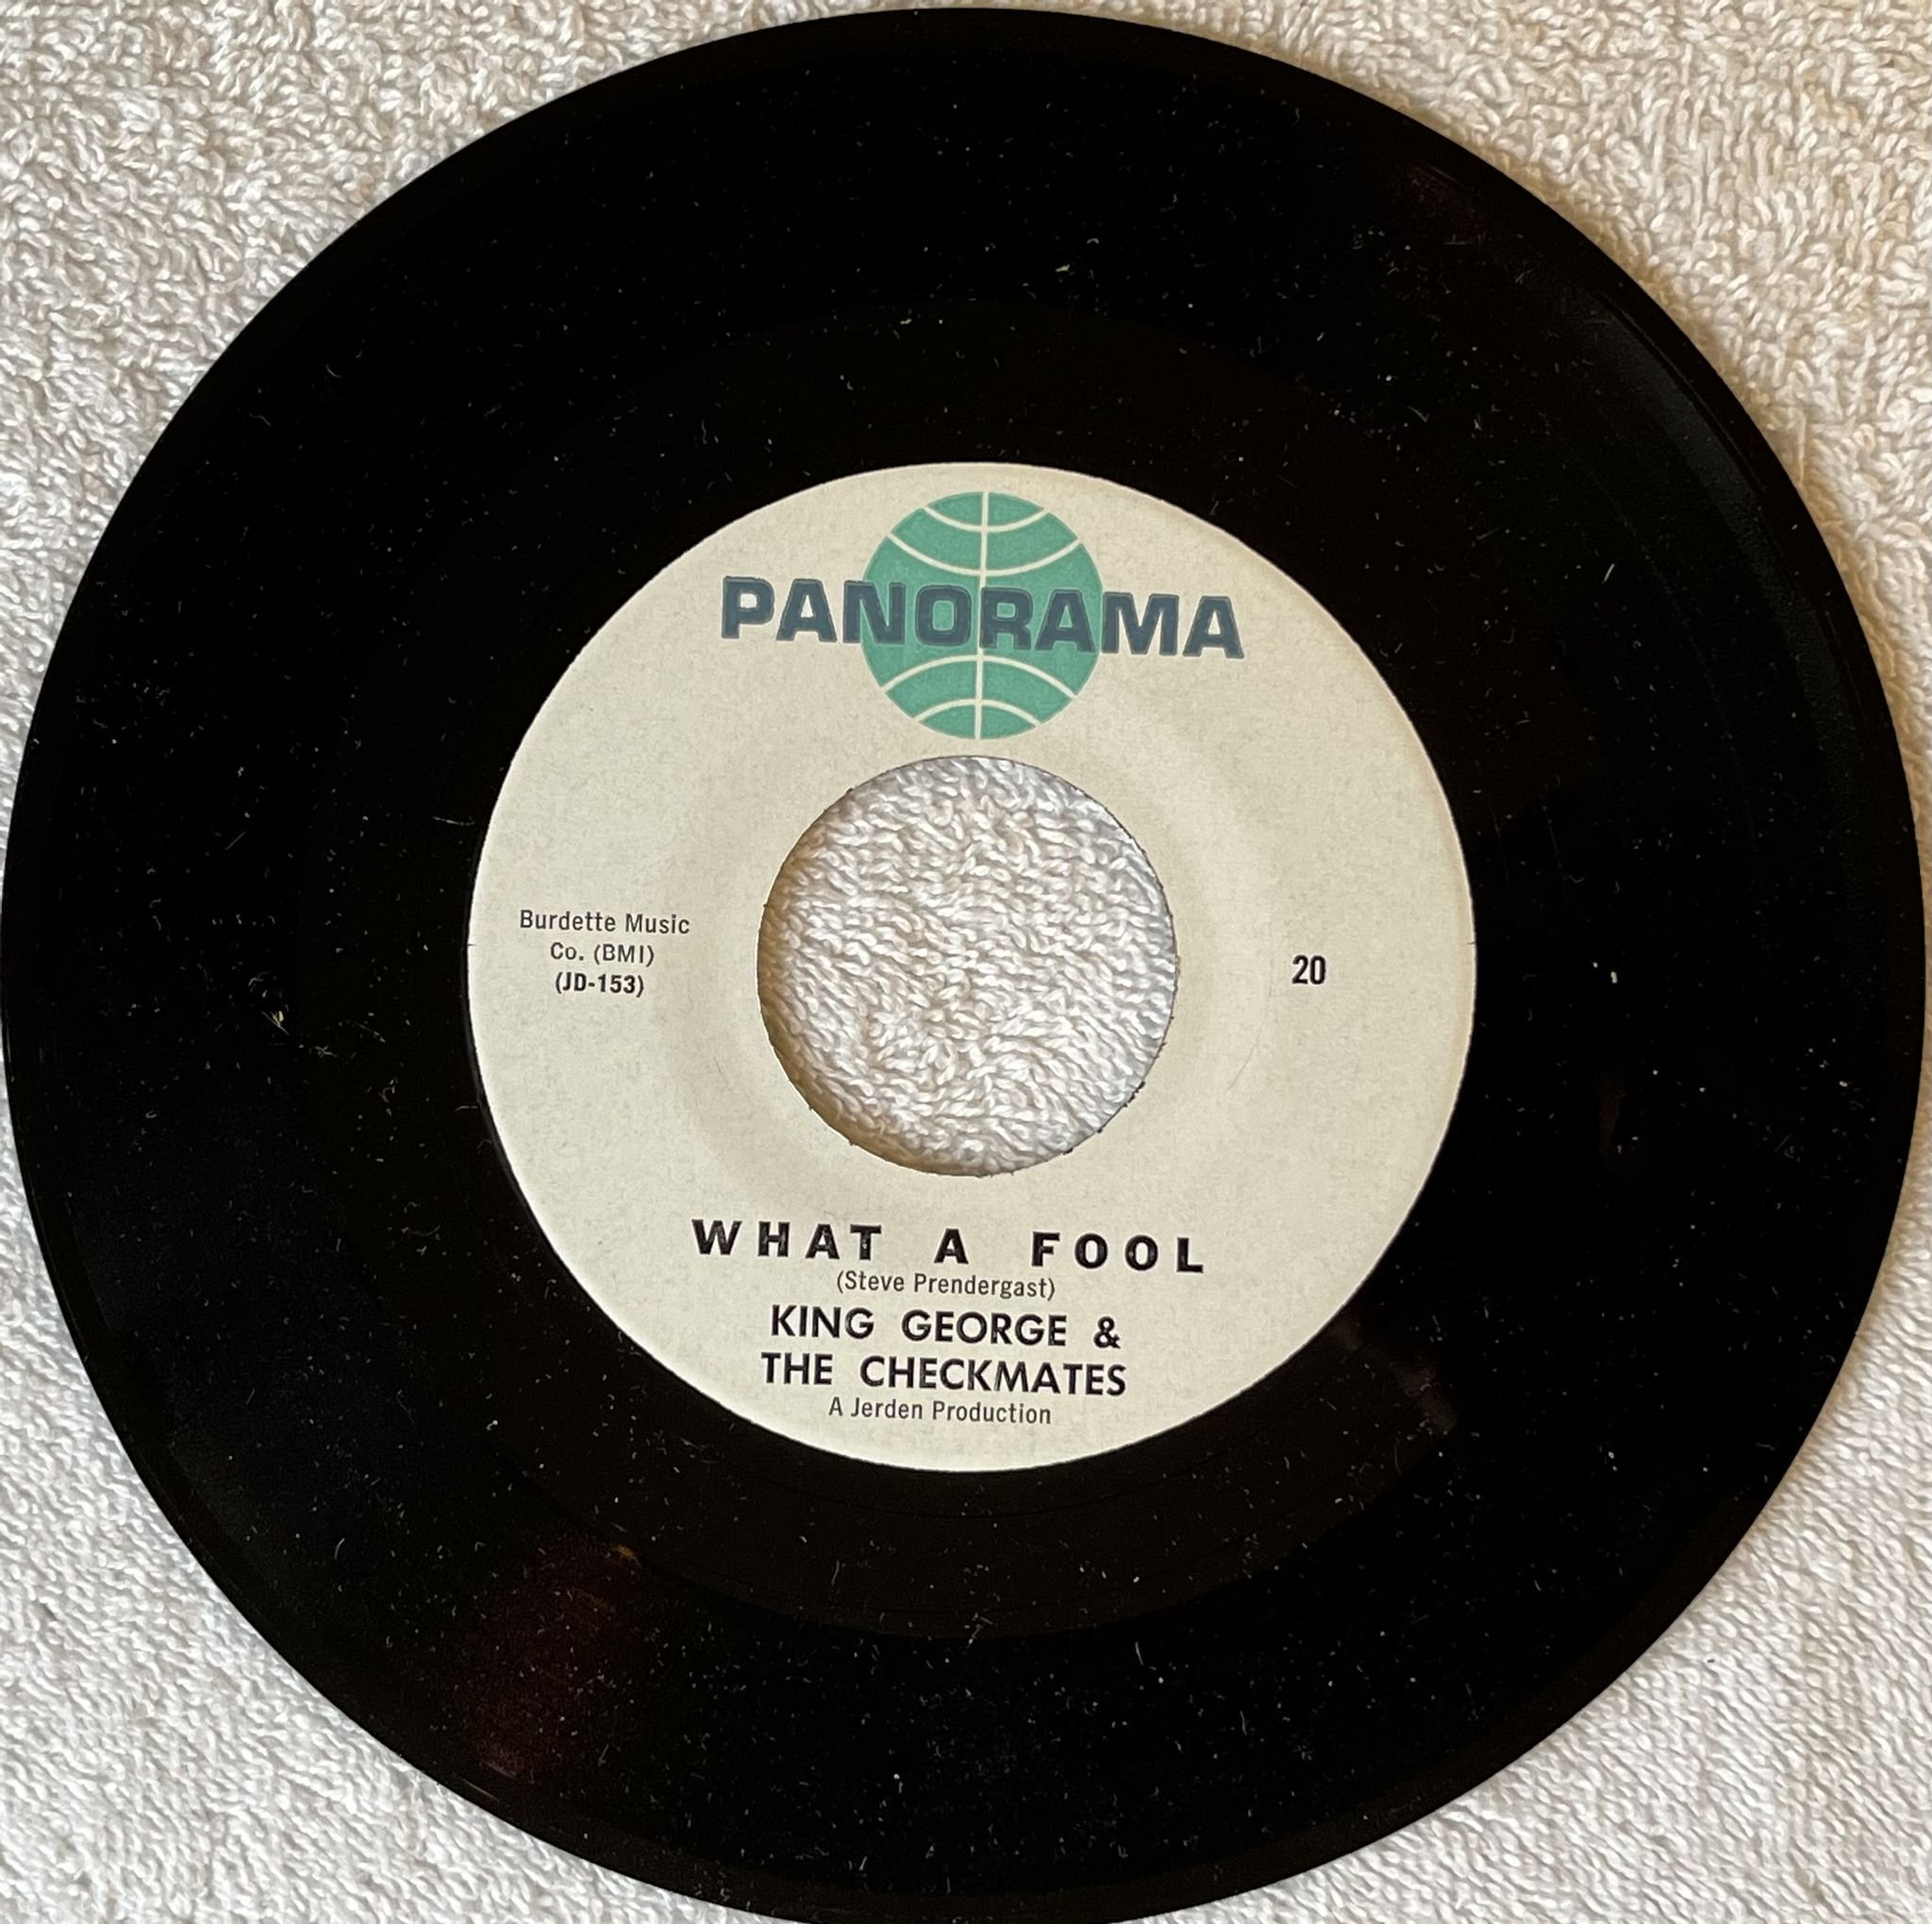 PANORAMA
Burdette Music
Co. (BMI)
(JD-153)
20
WHAT A FOOL
(Steve Prendergast)
KING GEORGE &
THE CHECKMATES
A Jerden Production